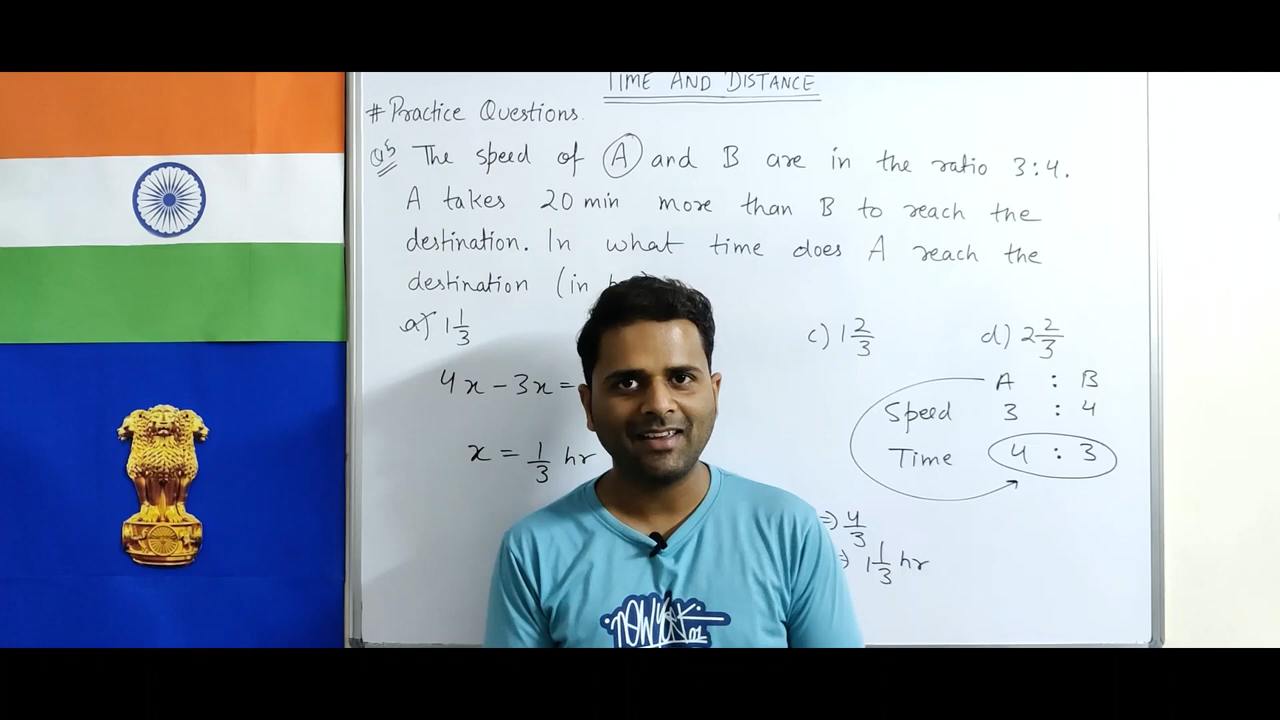 TIME AND DISTANCE
# Practice Questions
Q5 The speed of A and B are in the ratio 3:4.
A takes 20 min more than B to reach the
destination. In what time does A reach the
destination (in
a) 1 1/3
c) 1 2/3
d) 2 2/3
4x - 3x =
x = 1/3 hr
A : B
Speed 3 : 4
Time 4 : 3
⇒ 4/3
⇒ 1 1/3 hr
NEW YORK